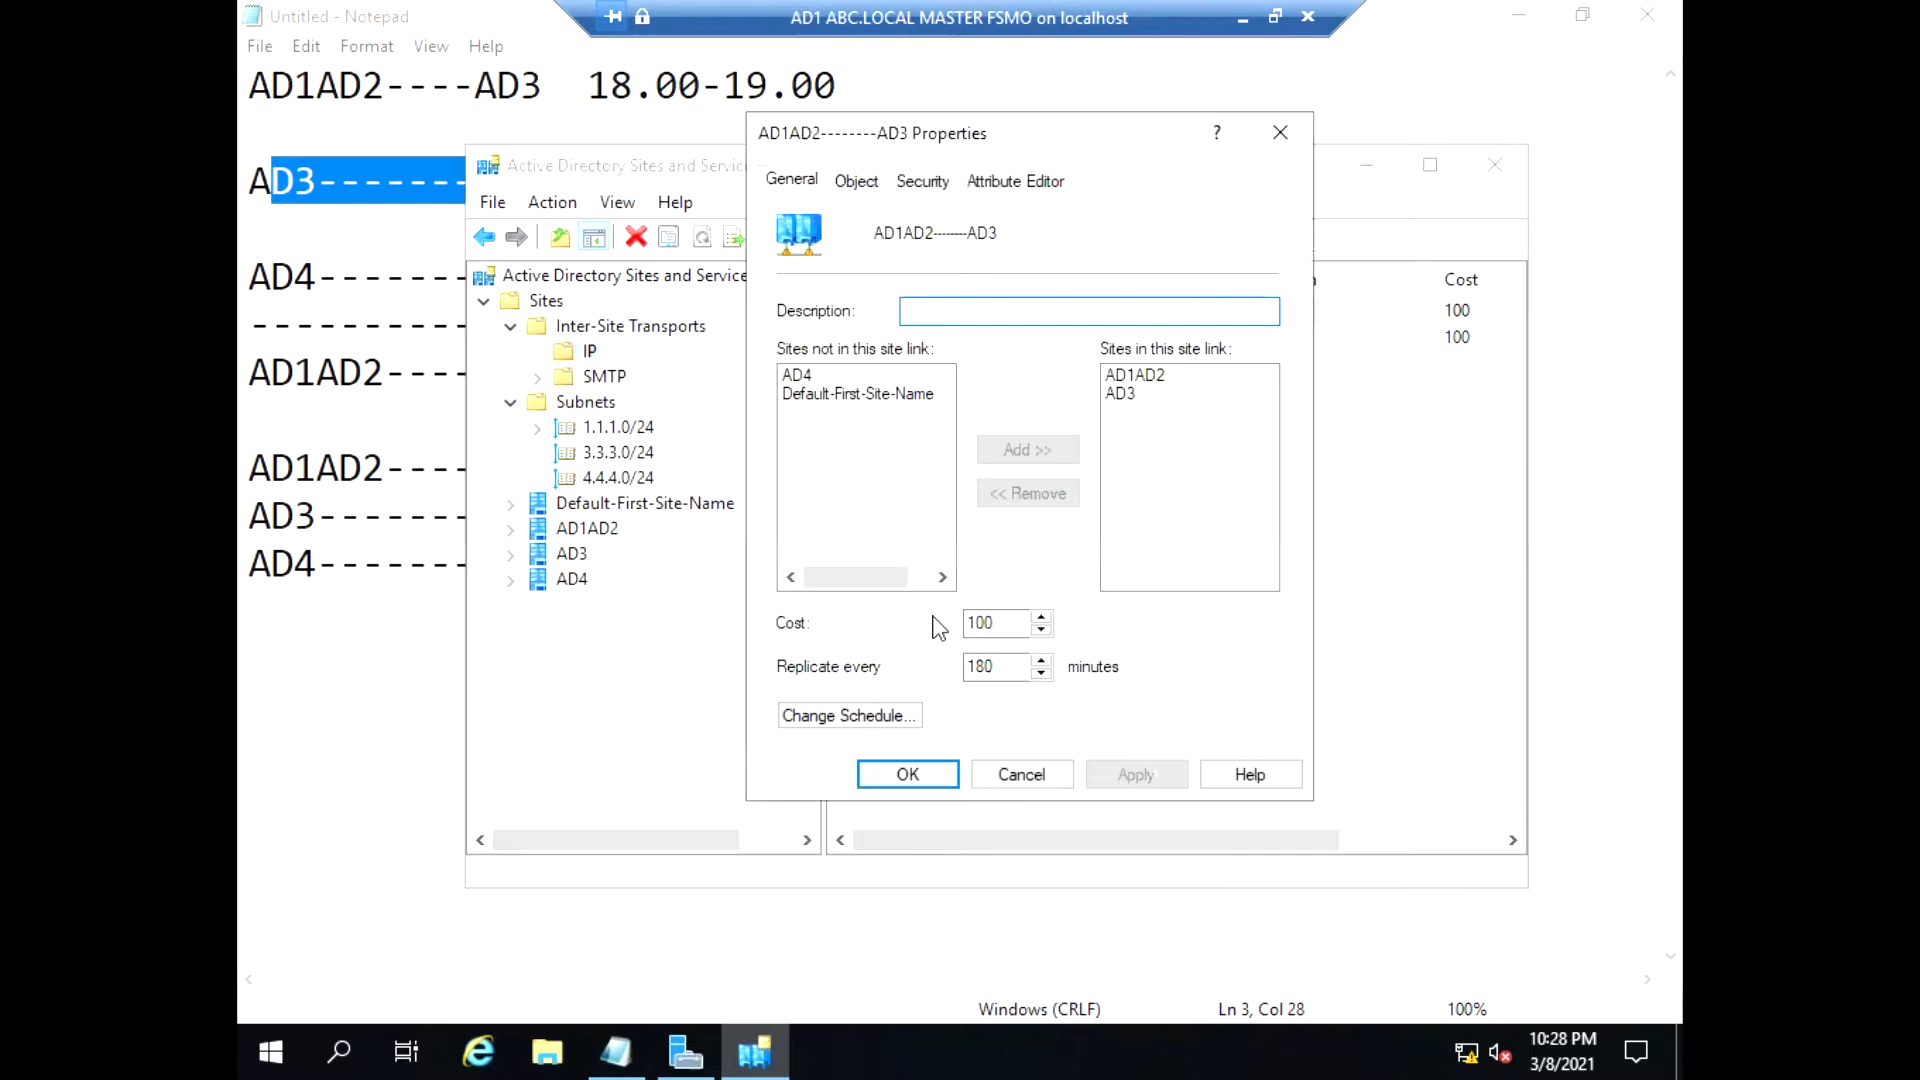 Untitled - Notepad
AD1 ABC.LOCAL MASTER FSMO on localhost
File Edit Format View Help
AD1AD2----AD3 18.00-19.00
AD3-------
AD4-------
----------
AD1AD2----
AD1AD2----
AD3-------
AD4-------
Active Directory Sites and Servic
File Action View Help
Active Directory Sites and Service
Sites
Inter-Site Transports
IP
SMTP
Subnets
1.1.1.0/24
3.3.3.0/24
4.4.4.0/24
Default-First-Site-Name
AD1AD2
AD3
AD4
Cost
100
100
AD1AD2--------AD3 Properties
General Object Security Attribute Editor
AD1AD2--------AD3
Description:
Sites not in this site link:
AD4
Default-First-Site-Name
Add >>
<< Remove
Sites in this site link:
AD1AD2
AD3
Cost: 100
Replicate every 180 minutes
Change Schedule...
OK Cancel Apply Help
Windows (CRLF) Ln 3, Col 28 100%
10:28 PM
3/8/2021